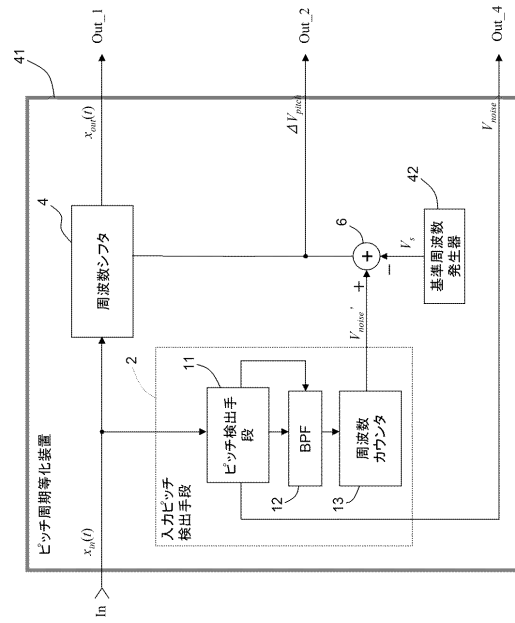 ピッチ周期等化装置
41
In
x_in(t)
4
周波数シフタ
x_out(t)
Out_1
2
入力ピッチ
検出手段
11
ピッチ検出手
段
BPF
12
周波数
カウンタ
13
V_noise'
+
−
+
6
V_s
42
基準周波数
発生器
ΔV_pitch
Out_2
V_noise
Out_4